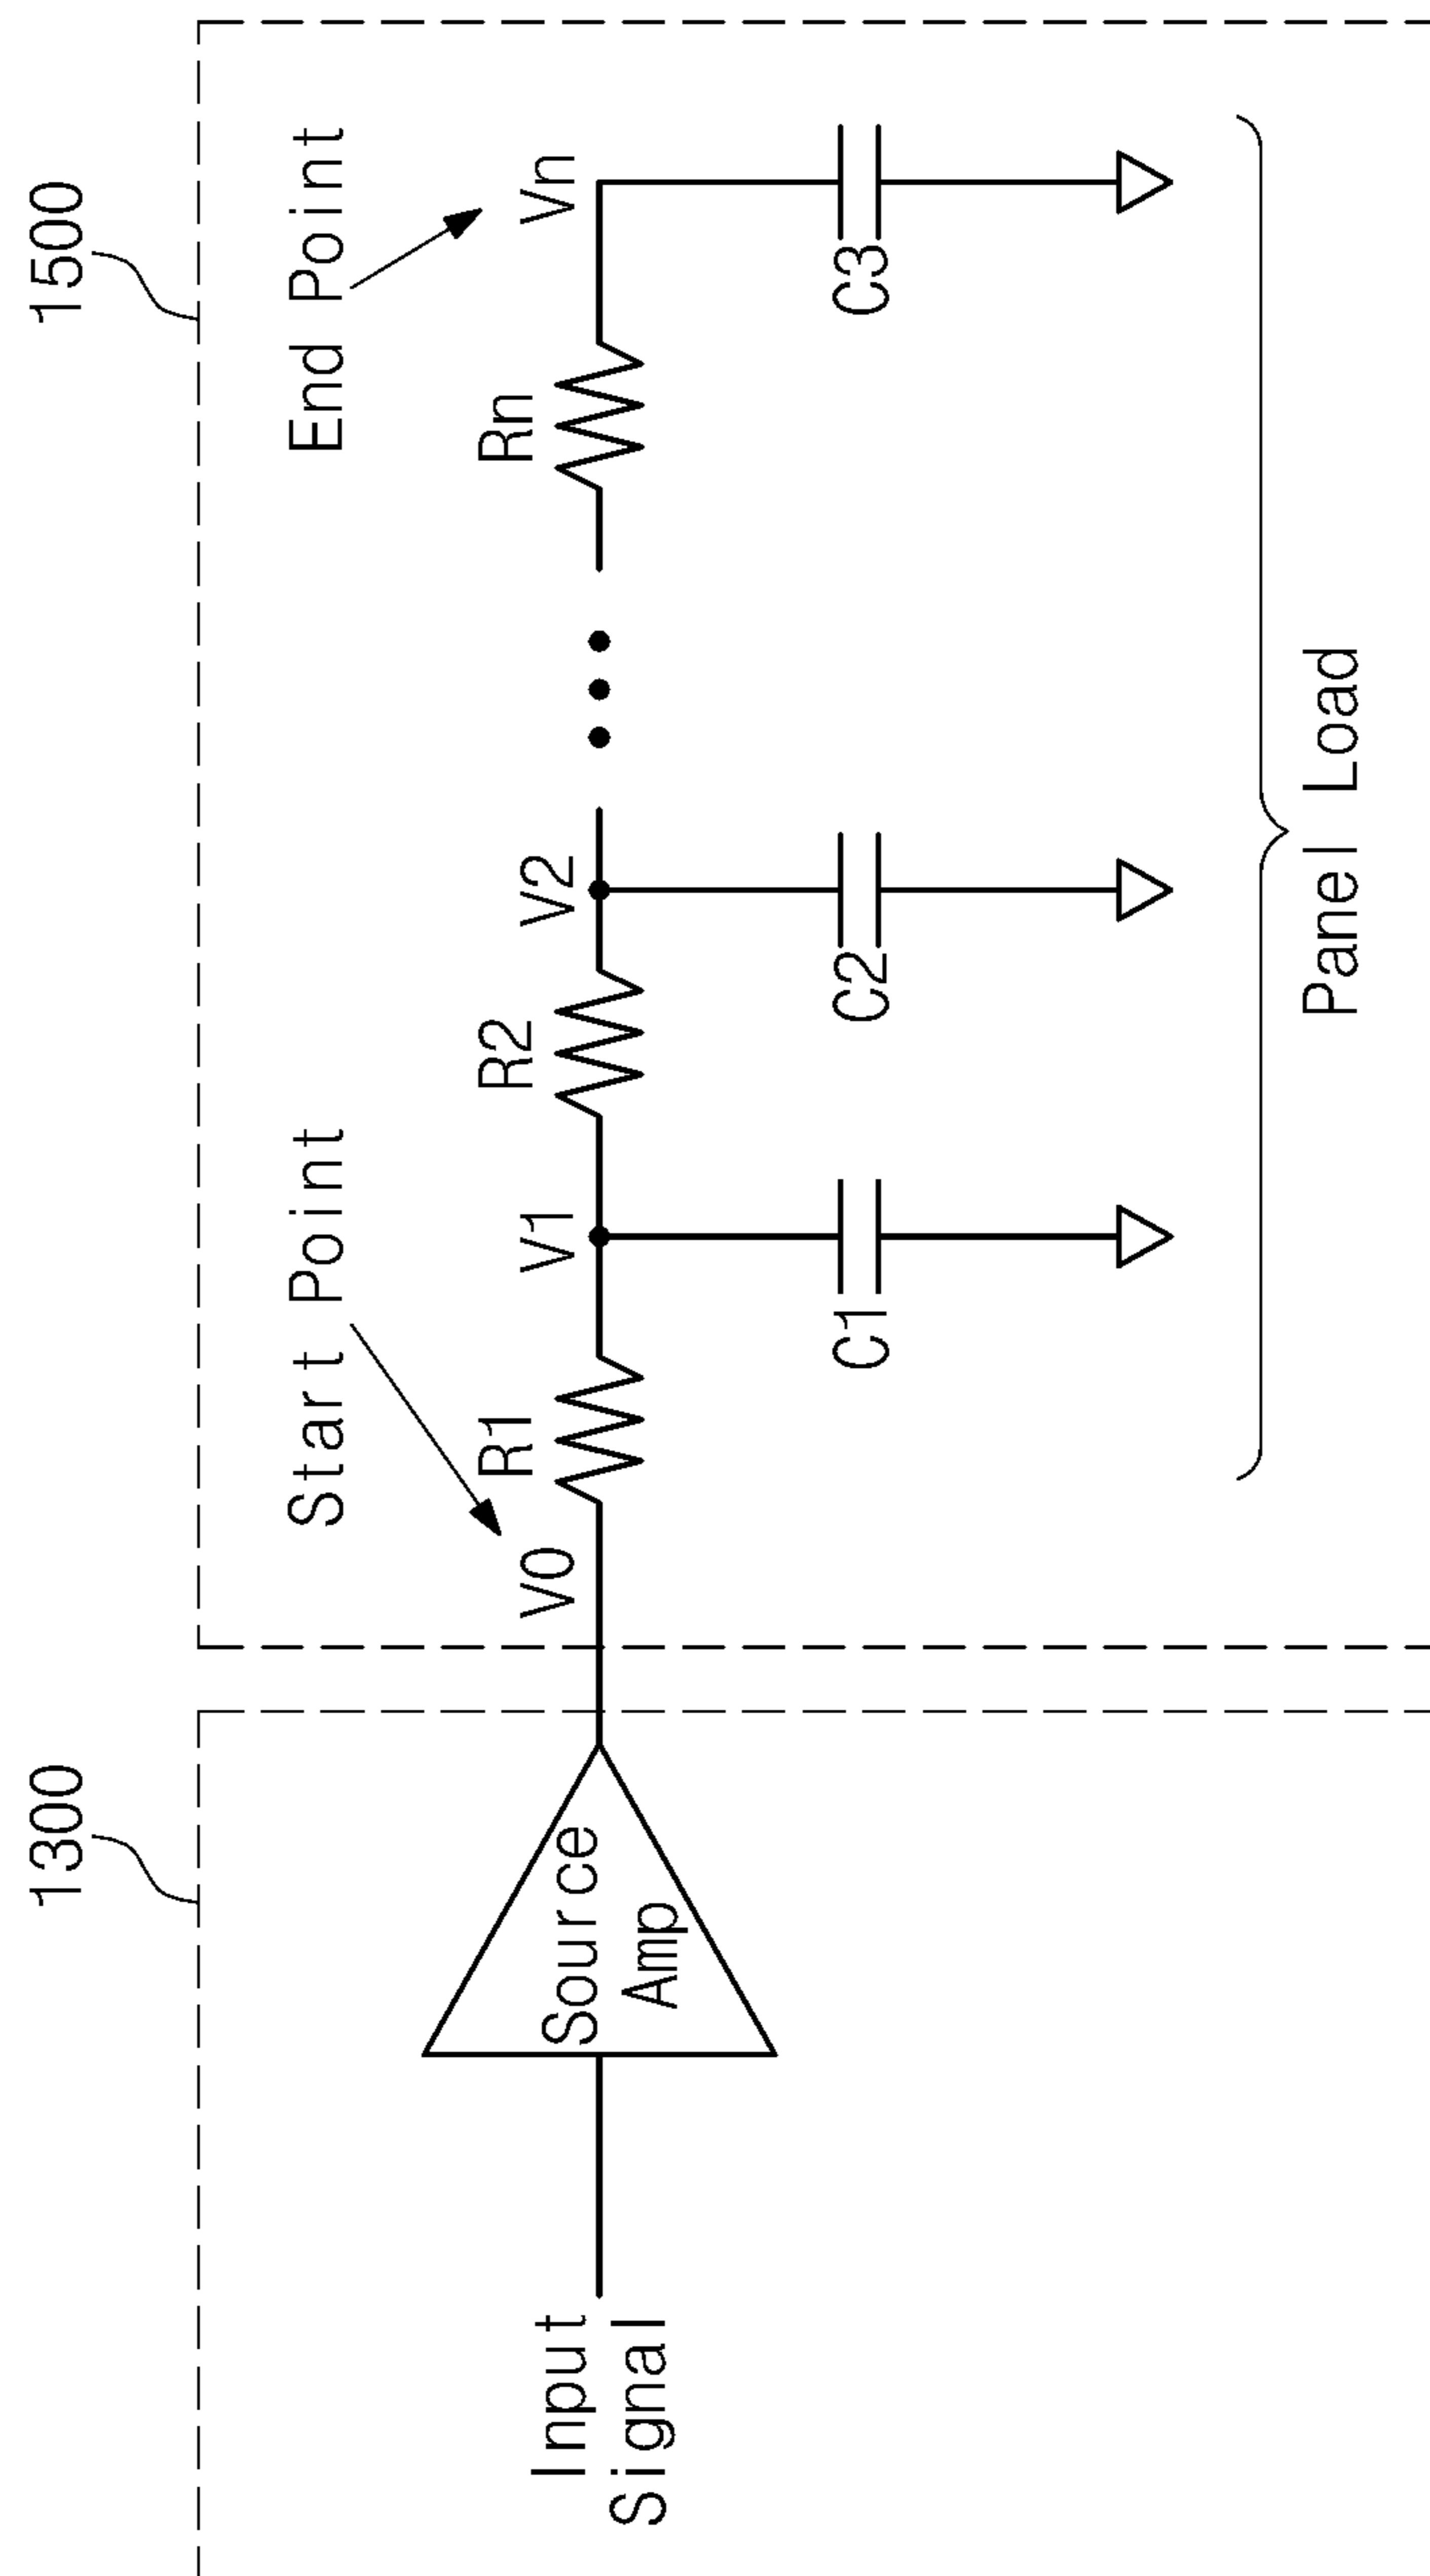 1300
1500
Start Point
End Point
Input
Signal
Source
Amp
V0
R1
V1
R2
V2
Rn
Vn
C1
C2
C3
Panel Load